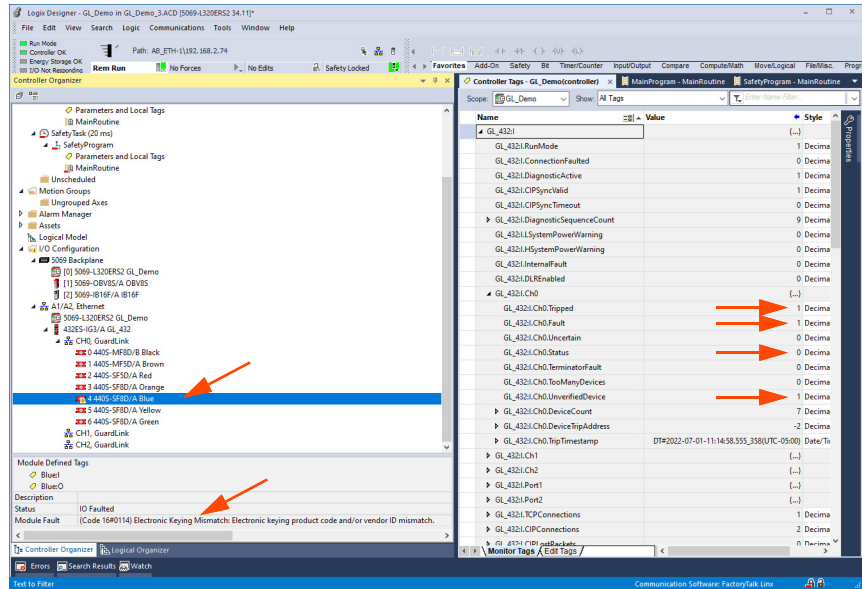 Logix Designer - GL_Demo in GL_Demo_3.ACD [5069-L320ERS2 34.11]*
File Edit View Search Logic Communications Tools Window Help
Run Mode
Controller OK
Energy Storage OK
I/O Not Responding
Path: AB_ETH-1\192.168.2.74
Rem Run No Forces No Edits Safety Locked
Favorites Add-On Safety Bit Timer/Counter Input/Output Compare Compute/Math Move/Logical File/Misc. Progr
Controller Organizer
Parameters and Local Tags
MainRoutine
SafetyTask (20 ms)
SafetyProgram
Parameters and Local Tags
MainRoutine
Unscheduled
Motion Groups
Ungrouped Axes
Alarm Manager
Assets
Logical Model
I/O Configuration
5069 Backplane
[0] 5069-L320ERS2 GL_Demo
[1] 5069-OBV8S/A OBV8S
[2] 5069-IB16F/A IB16F
A1/A2, Ethernet
5069-L320ERS2 GL_Demo
432ES-IG3/A GL_432
CH0, GuardLink
0 440S-MF8D/B Black
1 440S-MF5D/A Brown
2 440S-SF5D/A Red
3 440S-SF8D/A Orange
4 440S-SF8D/A Blue
5 440S-SF8D/A Yellow
6 440S-SF8D/A Green
CH1, GuardLink
CH2, GuardLink
Module Defined Tags
Blue:I
Blue:O
Description
Status IO Faulted
Module Fault (Code 16#0114) Electronic Keying Mismatch: Electronic keying product code and/or vendor ID mismatch.
Controller Organizer Logical Organizer
Controller Tags - GL_Demo(controller) × MainProgram - MainRoutine SafetyProgram - MainRoutine
Scope: GL_Demo Show: All Tags Enter Name Filter...
Name Value Style
GL_432:I {...}
GL_432:I.RunMode 1 Decima
GL_432:I.ConnectionFaulted 0 Decima
GL_432:I.DiagnosticActive 1 Decima
GL_432:I.CIPSyncValid 1 Decima
GL_432:I.CIPSyncTimeout 0 Decima
GL_432:I.DiagnosticSequenceCount 9 Decima
GL_432:I.LSystemPowerWarning 0 Decima
GL_432:I.HSystemPowerWarning 0 Decima
GL_432:I.InternalFault 0 Decima
GL_432:I.DLREnabled 0 Decima
GL_432:I.Ch0 {...}
GL_432:I.Ch0.Tripped 1 Decima
GL_432:I.Ch0.Fault 1 Decima
GL_432:I.Ch0.Uncertain 0 Decima
GL_432:I.Ch0.Status 0 Decima
GL_432:I.Ch0.TerminatorFault 0 Decima
GL_432:I.Ch0.TooManyDevices 0 Decima
GL_432:I.Ch0.UnverifiedDevice 1 Decima
GL_432:I.Ch0.DeviceCount 7 Decima
GL_432:I.Ch0.DeviceTripAddress -2 Decima
GL_432:I.Ch0.TripTimestamp DT#2022-07-01-11:14:58.555_358(UTC-05:00) Date/Tin
GL_432:I.Ch1 {...}
GL_432:I.Ch2 {...}
GL_432:I.Port1 {...}
GL_432:I.Port2 {...}
GL_432:I.TCPConnections 1 Decima
GL_432:I.CIPConnections 2 Decima
GL_432:I.CIPLostPackets 0 Decima
Monitor Tags Edit Tags
Properties
Errors Search Results Watch
Text to Filter Communication Software: FactoryTalk Linx